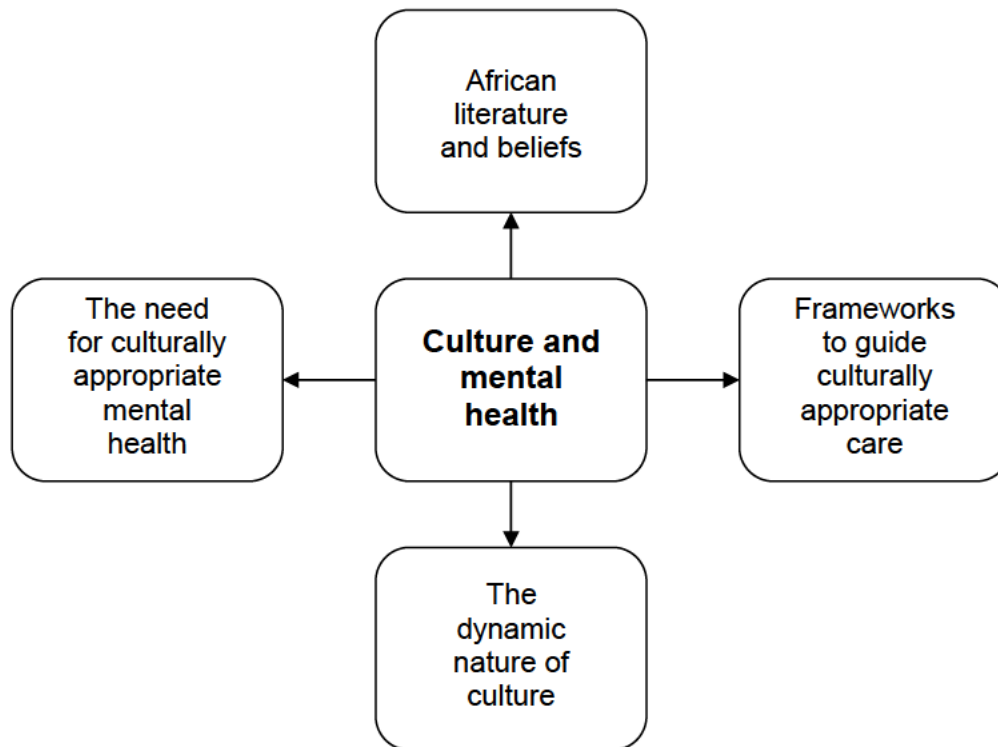 African
literature
and beliefs
The need
for culturally
appropriate
mental
health
Culture and
mental
health
Frameworks
to guide
culturally
appropriate
care
The
dynamic
nature of
culture